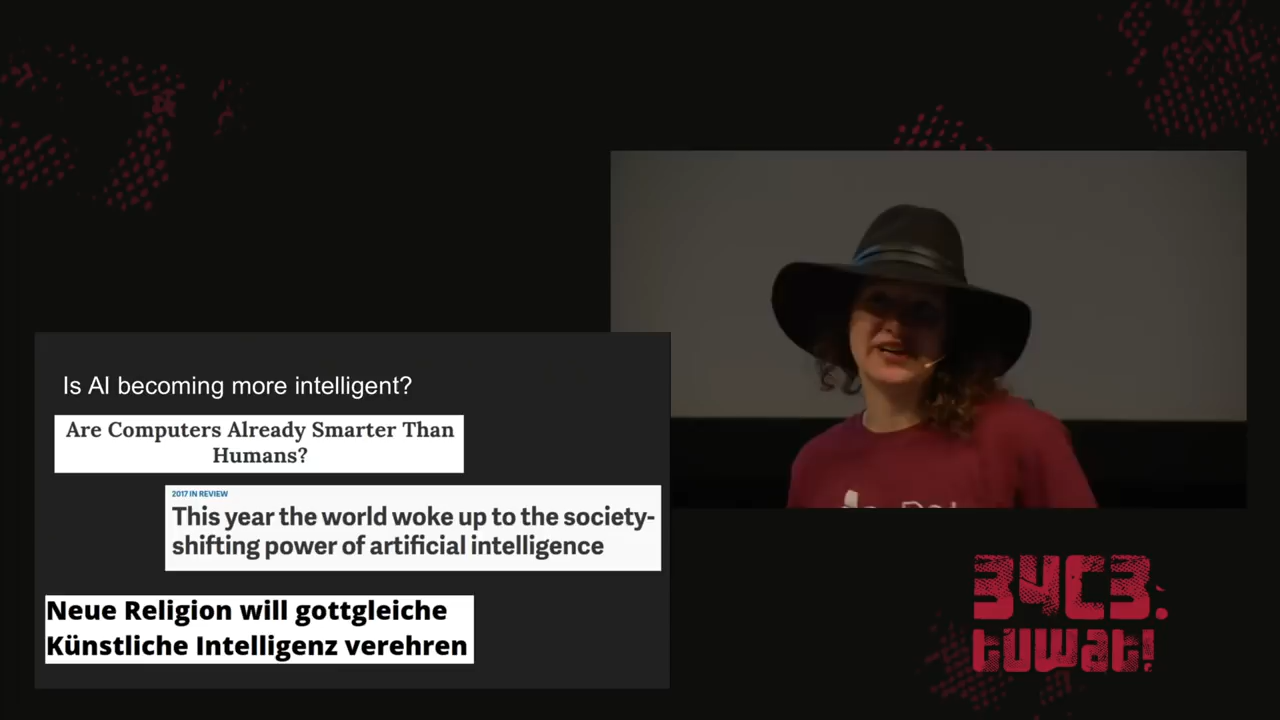 Is AI becoming more intelligent?
Are Computers Already Smarter Than
Humans?
2017 IN REVIEW
This year the world woke up to the society-
shifting power of artificial intelligence
Neue Religion will gottgleiche
Künstliche Intelligenz verehren
34C3.
tuwat!